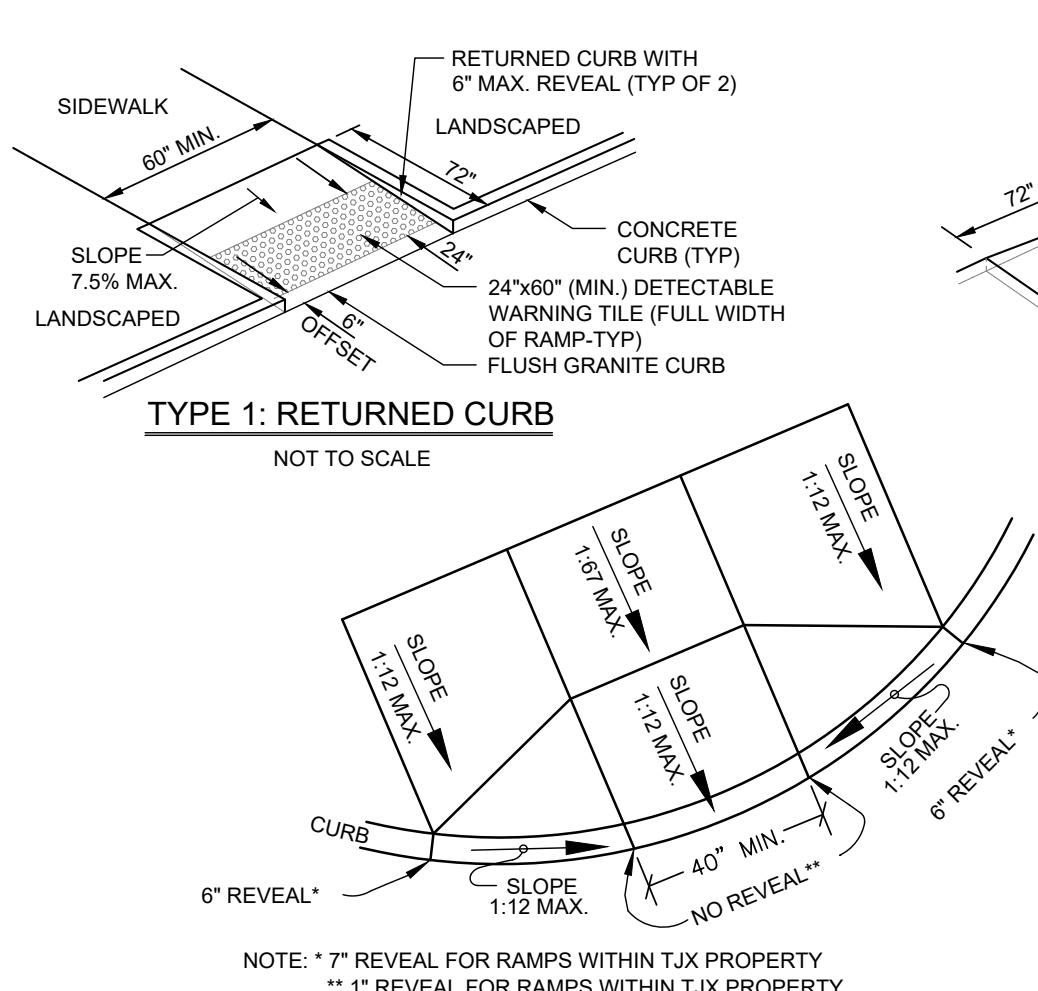 RETURNED CURB WITH
6" MAX. REVEAL (TYP OF 2)
SIDEWALK
LANDSCAPED
60" MIN.
72"
72"
CONCRETE
CURB (TYP)
SLOPE
7.5% MAX.
24"
24"x60" (MIN.) DETECTABLE
WARNING TILE (FULL WIDTH
OF RAMP-TYP)
LANDSCAPED
6"
OFFSET
FLUSH GRANITE CURB
TYPE 1: RETURNED CURB
NOT TO SCALE
SLOPE
1:12 MAX.
SLOPE
1:67 MAX.
SLOPE
1:12 MAX.
SLOPE
1:12 MAX.
SLOPE
1:12 MAX.
6" REVEAL*
CURB
40” MIN.
6" REVEAL*
SLOPE
1:12 MAX.
NO REVEAL**
NOTE: * 7" REVEAL FOR RAMPS WITHIN TJX PROPERTY
** 1" REVEAL FOR RAMPS WITHIN TJX PROPERTY